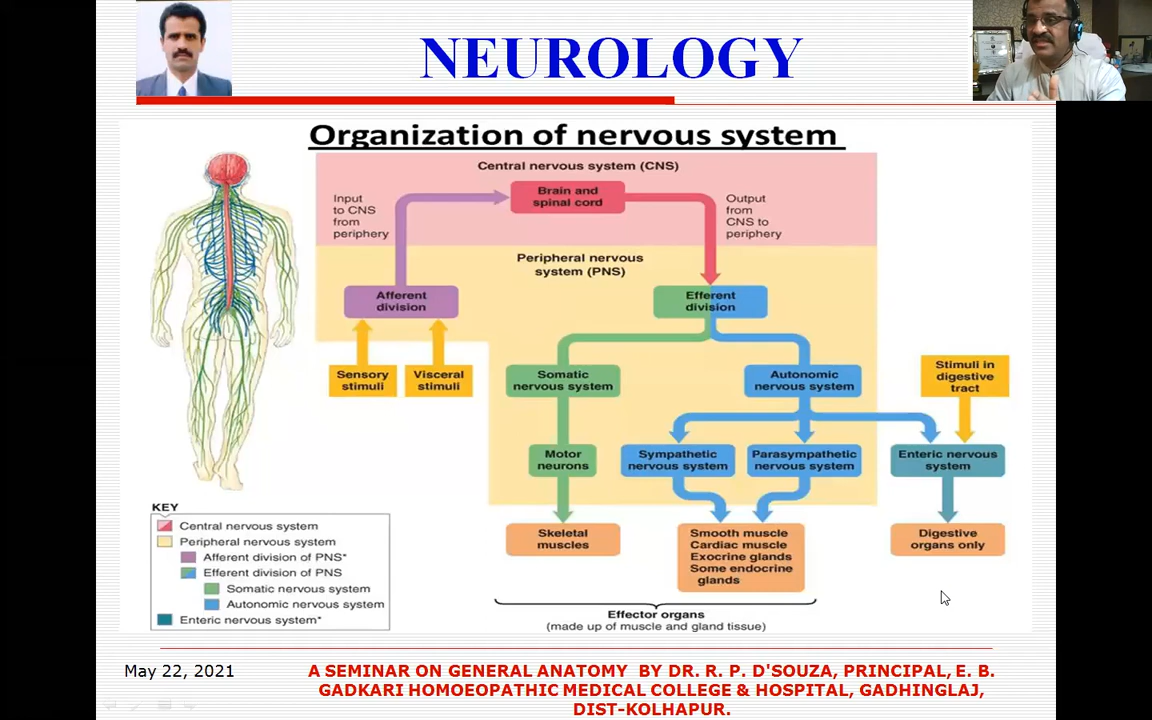 NEUROLOGY
Organization of nervous system
Central nervous system (CNS)
Input
to CNS
from
periphery
Brain and
spinal cord
Output
from
CNS to
periphery
Peripheral nervous
system (PNS)
Afferent
division
Efferent
division
Sensory
stimuli
Visceral
stimuli
Somatic
nervous system
Autonomic
nervous system
Stimuli in
digestive
tract
Motor
neurons
Sympathetic
nervous system
Parasympathetic
nervous system
Enteric nervous
system
Skeletal
muscles
Smooth muscle
Cardiac muscle
Exocrine glands
Some endocrine
glands
Digestive
organs only
Effector organs
(made up of muscle and gland tissue)
KEY
Central nervous system
Peripheral nervous system
Afferent division of PNS*
Efferent division of PNS
Somatic nervous system
Autonomic nervous system
Enteric nervous system*
May 22, 2021
A SEMINAR ON GENERAL ANATOMY BY DR. R. P. D'SOUZA, PRINCIPAL, E. B.
GADKARI HOMOEOPATHIC MEDICAL COLLEGE & HOSPITAL, GADHINGLAJ,
DIST-KOLHAPUR.